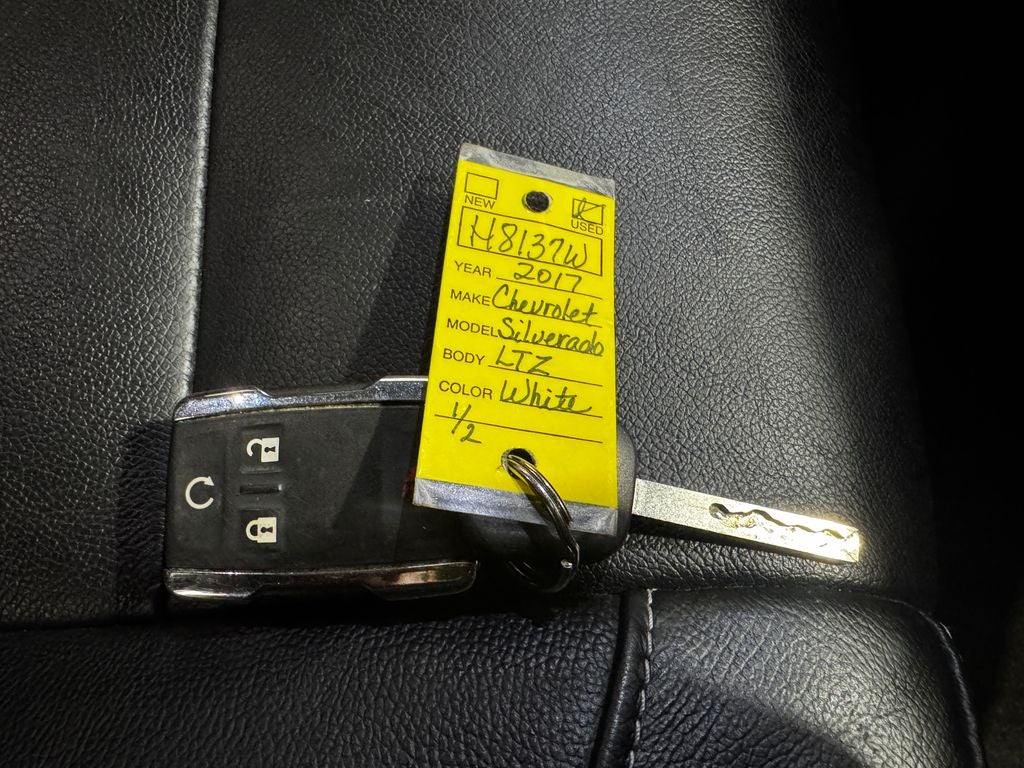 NEW USED
H8137W
YEAR 2017
MAKE Chevrolet
MODEL Silverado
BODY LTZ
COLOR White
1/2